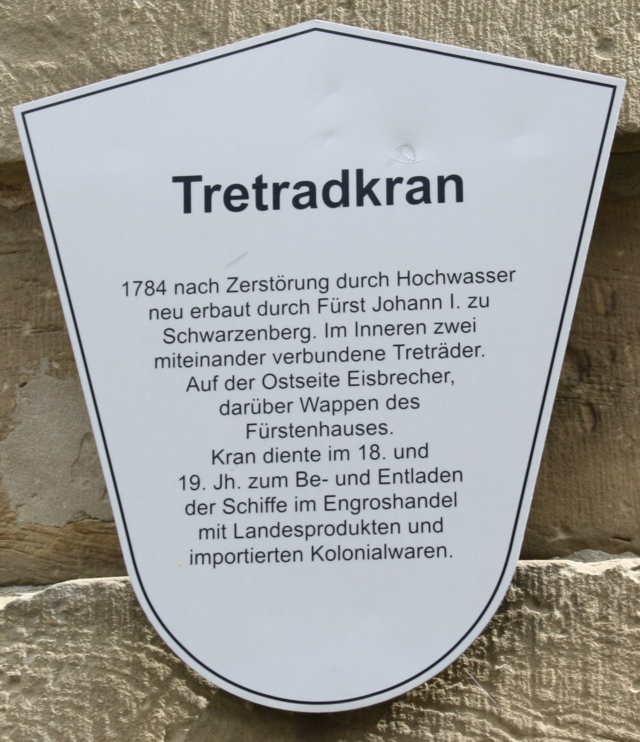 Tretradkran
1784 nach Zerstörung durch Hochwasser
neu erbaut durch Fürst Johann I. zu
Schwarzenberg. Im Inneren zwei
miteinander verbundene Treträder.
Auf der Ostseite Eisbrecher,
darüber Wappen des
Fürstenhauses.
Kran diente im 18. und
19. Jh. zum Be- und Entladen
der Schiffe im Engroshandel
mit Landesprodukten und
importierten Kolonialwaren.